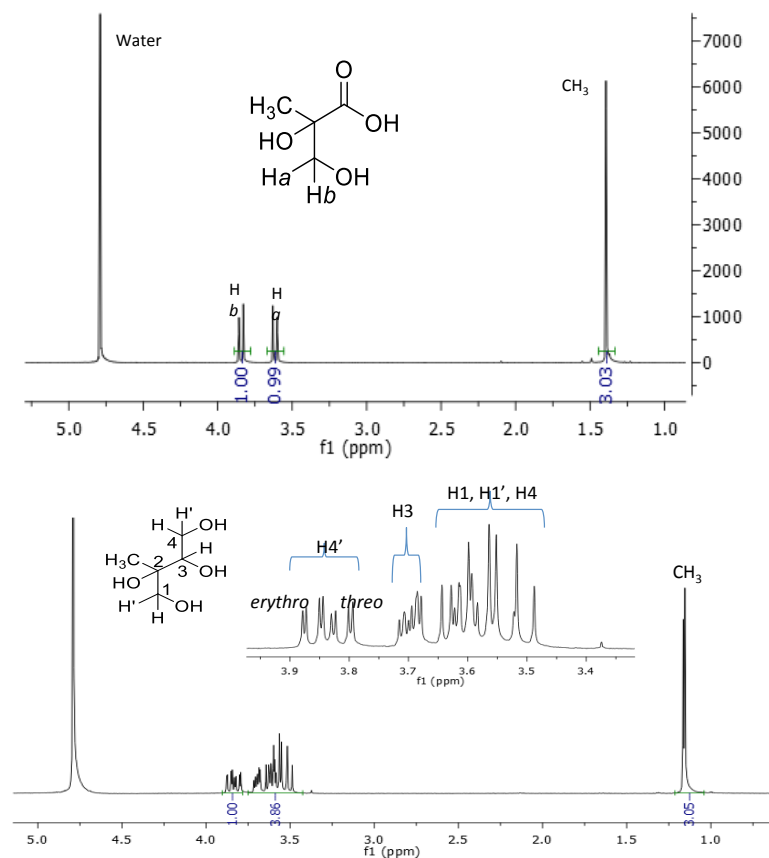 Water
CH3
7000
6000
5000
4000
3000
2000
1000
0
O
H3C
OH
HO
Ha
OH
Hb
H
b
H
a
1.00
0.99
3.03
5.0 4.5 4.0 3.5 3.0 2.5 2.0 1.5 1.0
f1 (ppm)
H'
H
OH
4
H
H3C
2
3
HO
OH
1
H'
OH
H
H1, H1’, H4
H3
H4’
erythro
threo
3.9 3.8 3.7 3.6 3.5 3.4
f1 (ppm)
CH3
1.00
3.86
3.05
5.0 4.5 4.0 3.5 3.0 2.5 2.0 1.5 1.0
f1 (ppm)